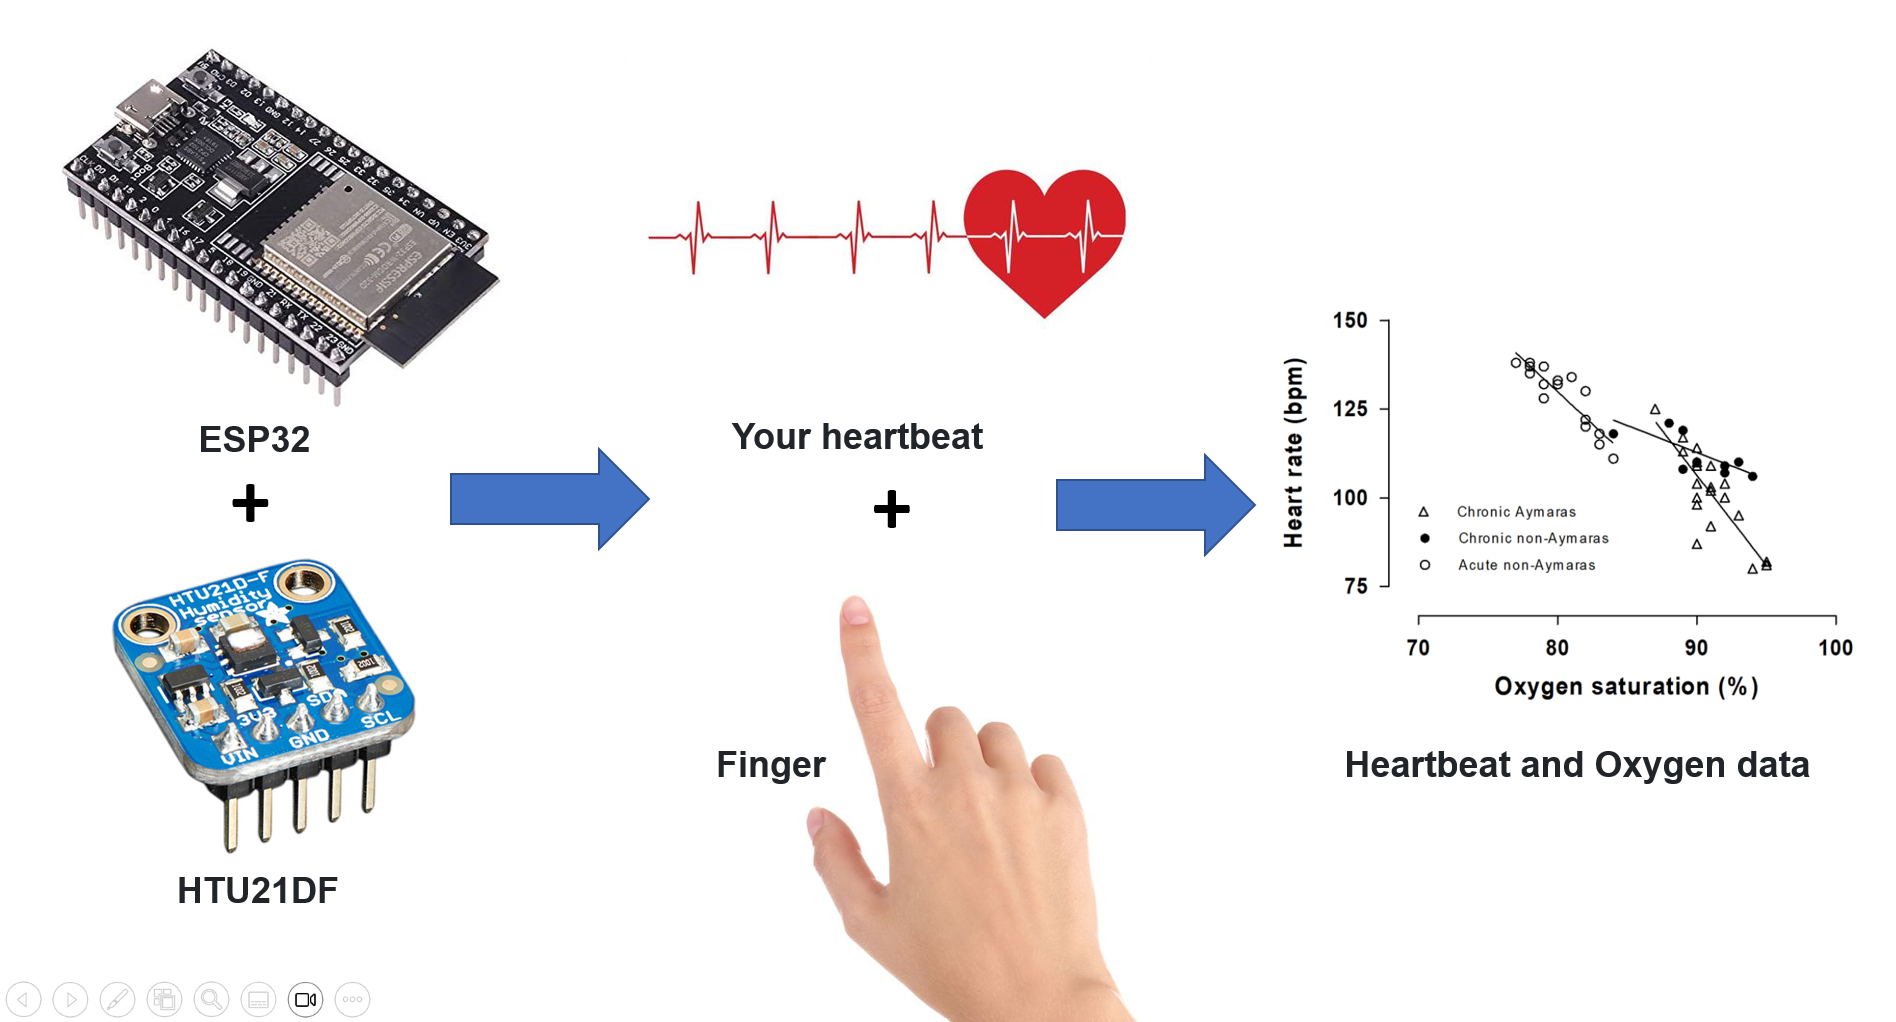 ESP32
+
HTU21D-F
Humidity
sensor
VIN
3V3
GND
SDA
SCL
HTU21DF
Your heartbeat
+
Finger
150
125
100
75
Heart rate (bpm)
Chronic Aymaras
Chronic non-Aymaras
Acute non-Aymaras
70 80 90 100
Oxygen saturation (%)
Heartbeat and Oxygen data